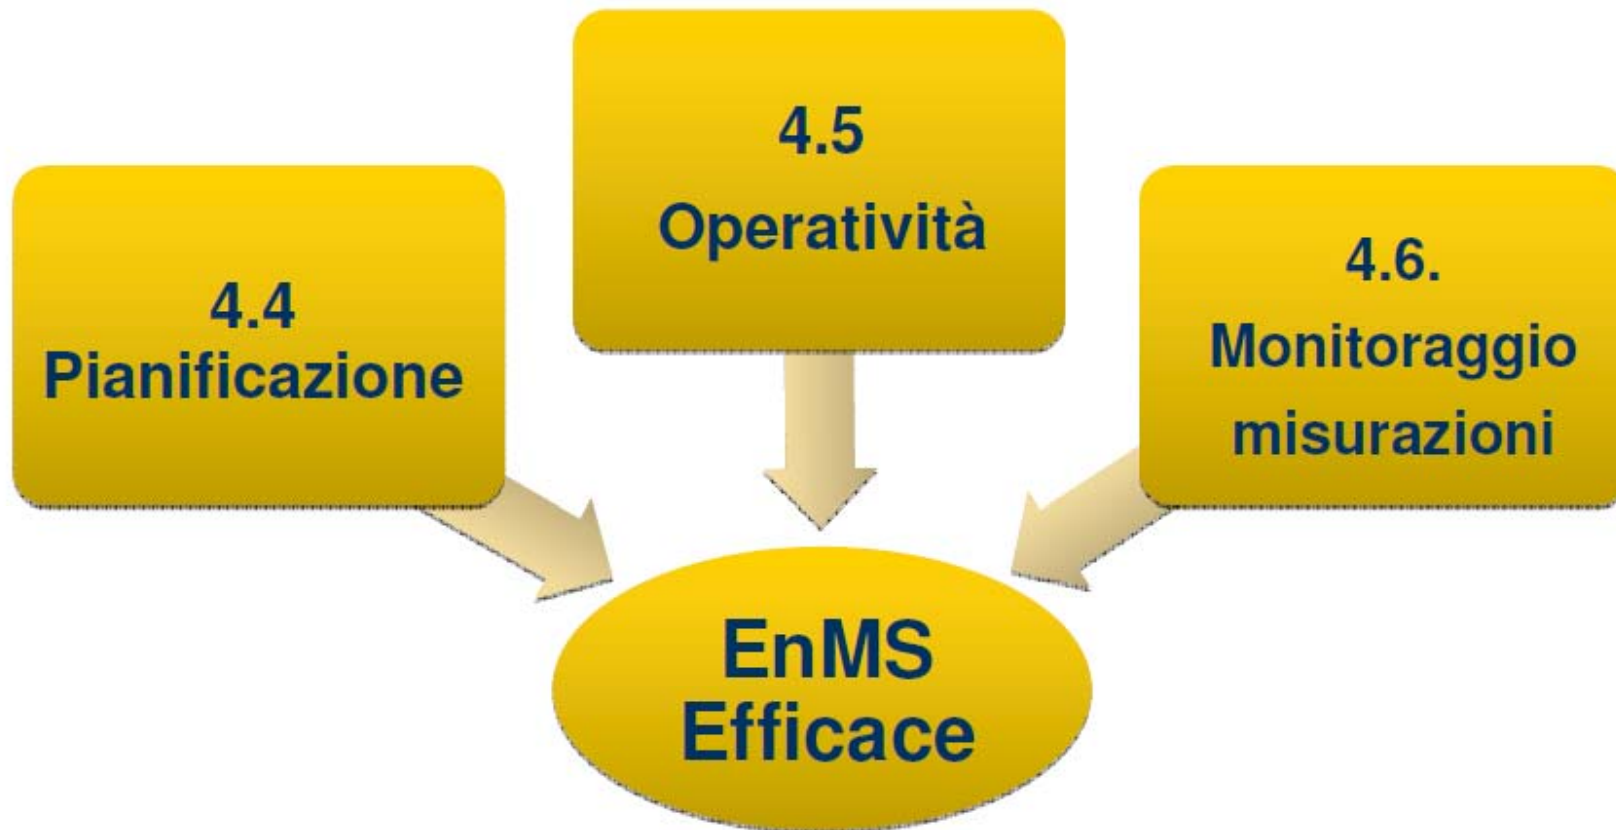 4.4
Pianificazione
4.5
Operatività
4.6.
Monitoraggio
misurazioni
EnMS
Efficace